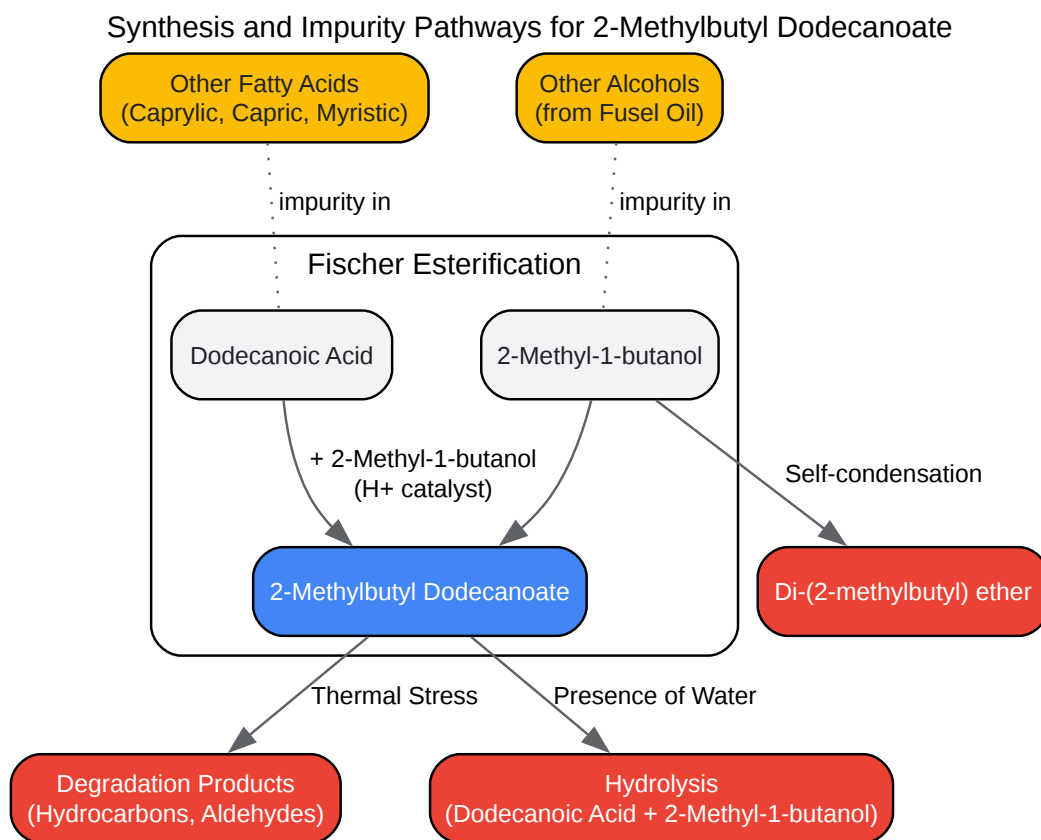 Synthesis and Impurity Pathways for 2-Methylbutyl Dodecanoate
Other Fatty Acids
(Caprylic, Capric, Myristic)
Other Alcohols
(from Fusel Oil)
impurity in
impurity in
Fischer Esterification
Dodecanoic Acid
2-Methyl-1-butanol
+ 2-Methyl-1-butanol
(H+ catalyst)
Self-condensation
2-Methylbutyl Dodecanoate
Di-(2-methylbutyl) ether
Thermal Stress
Presence of Water
Degradation Products
(Hydrocarbons, Aldehydes)
Hydrolysis
(Dodecanoic Acid + 2-Methyl-1-butanol)